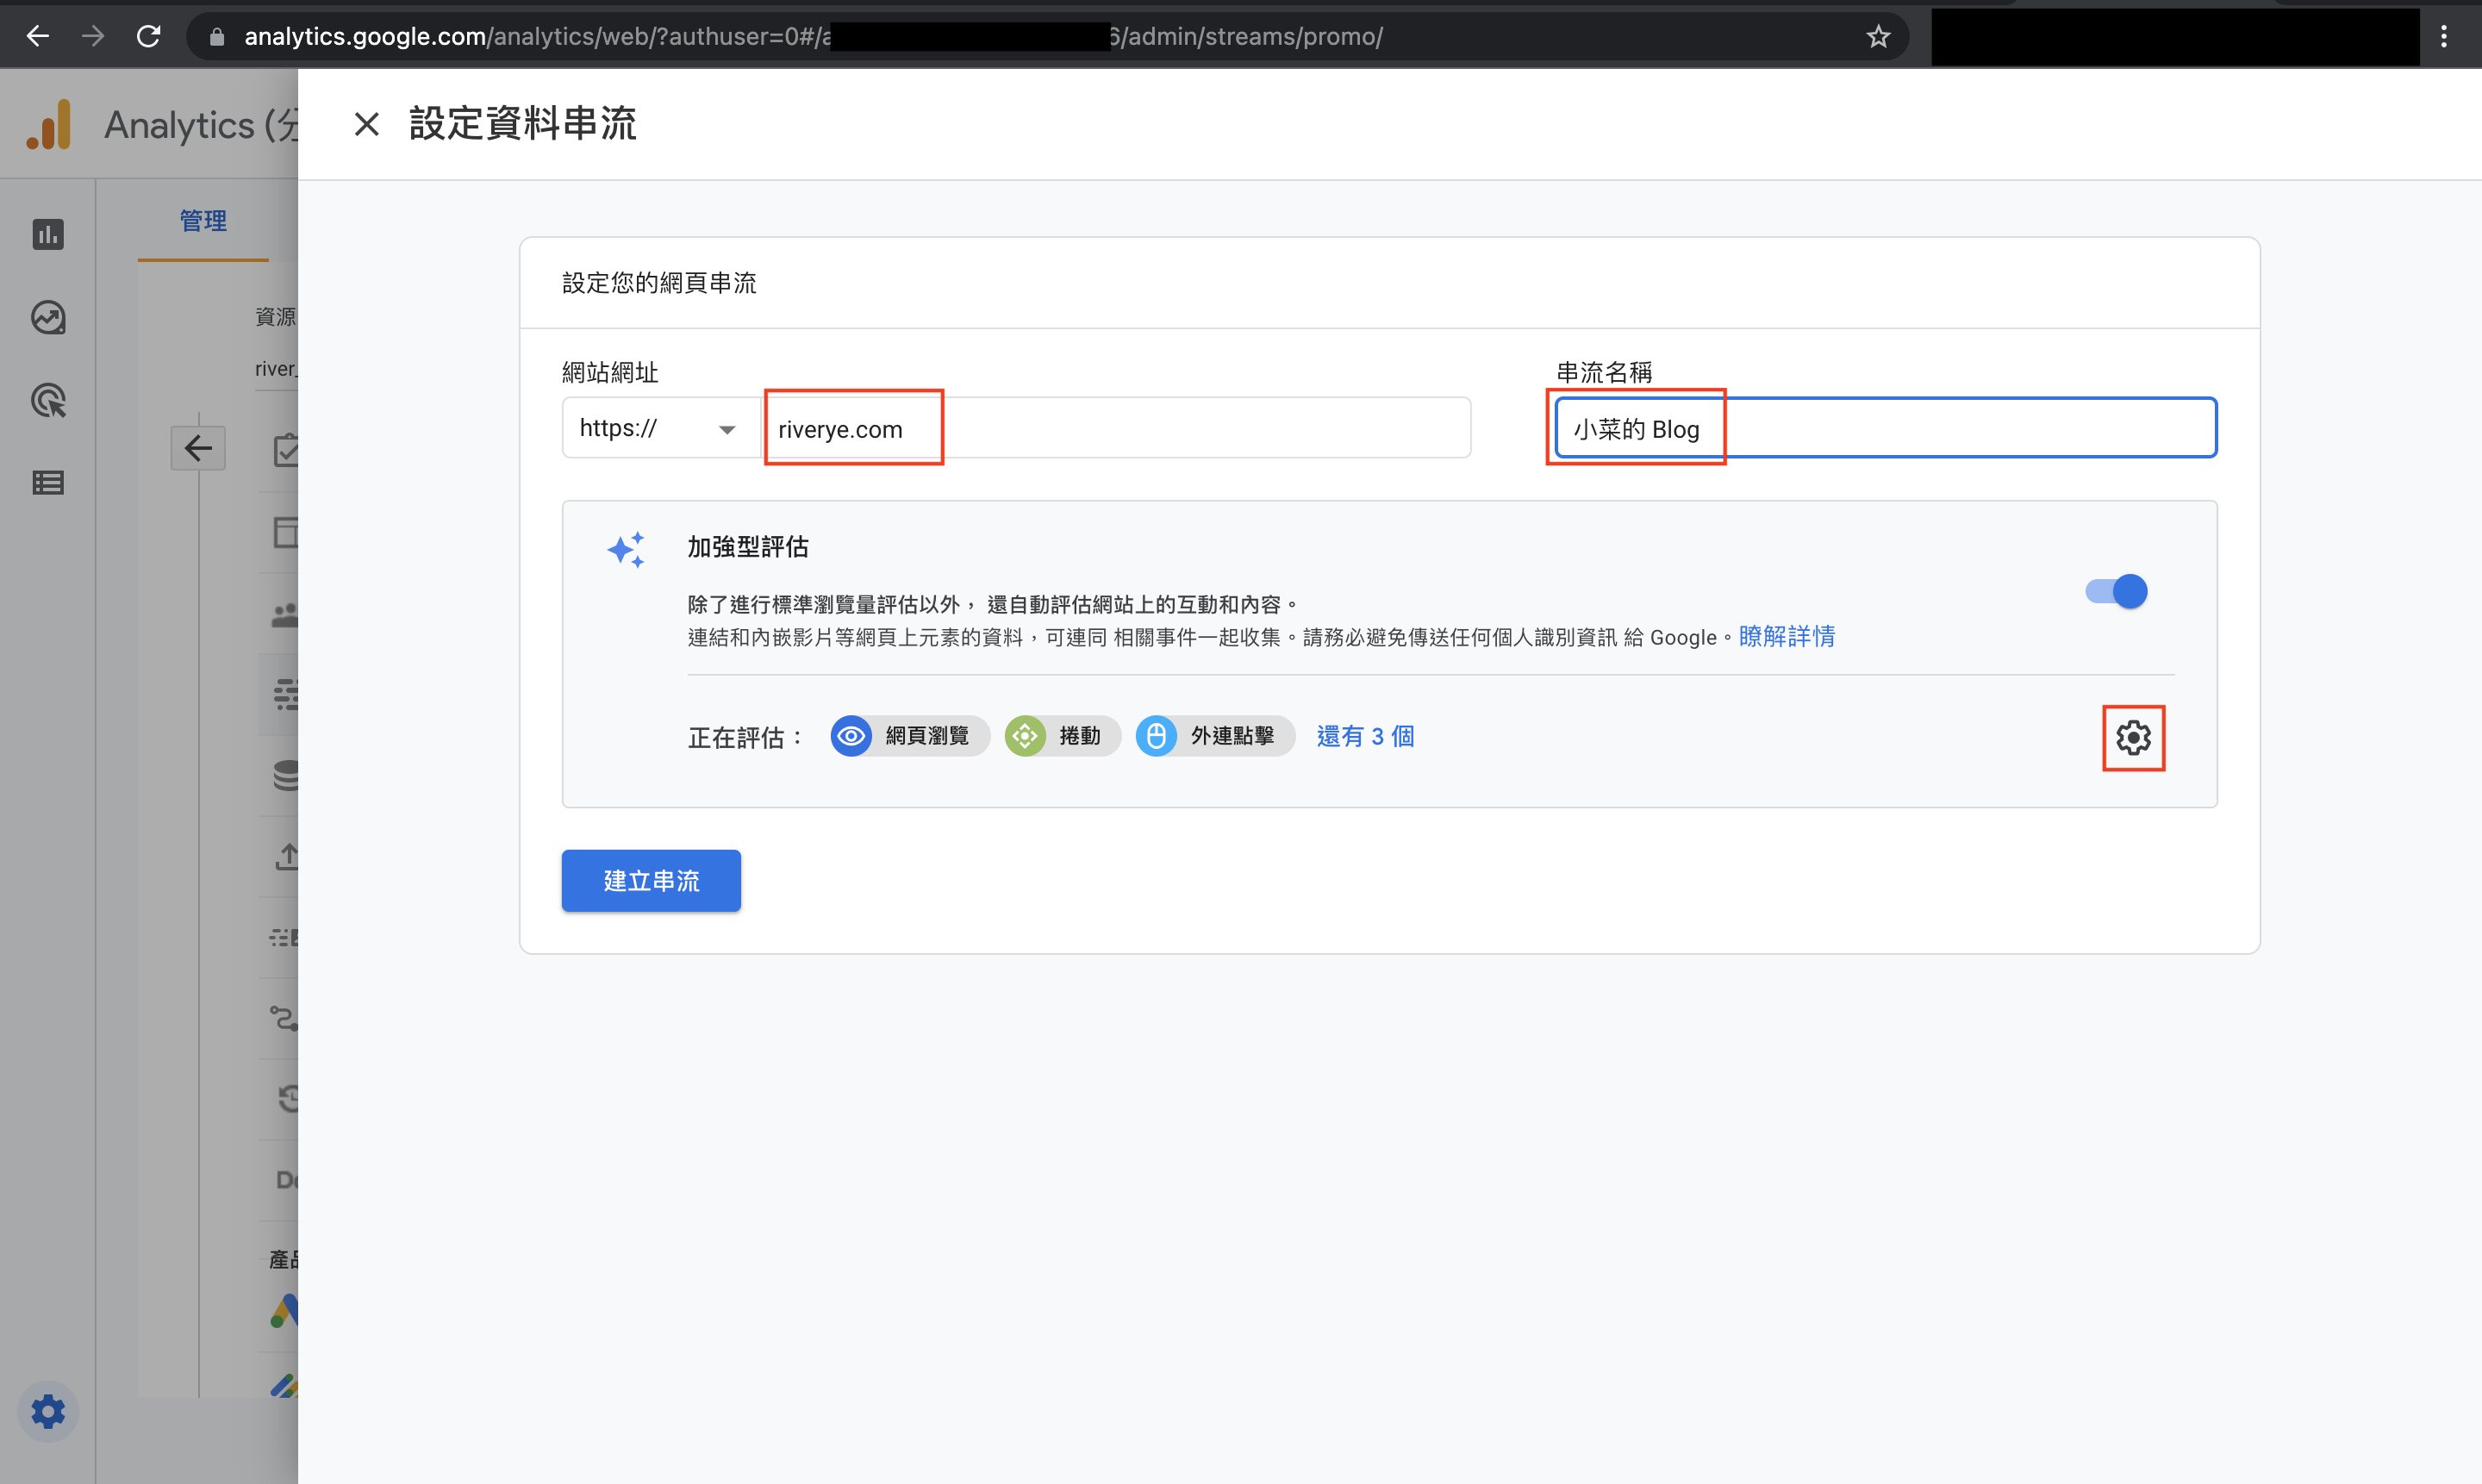 analytics.google.com/analytics/web/?authuser=0#/a 6/admin/streams/promo/
Analytics (分
設定資料串流
管理
資源
river_
產品
設定您的網頁串流
網站網址
串流名稱
https://
riverye.com
小菜的 Blog
加強型評估
除了進行標準瀏覽量評估以外， 還自動評估網站上的互動和內容。
連結和內嵌影片等網頁上元素的資料，可連同 相關事件一起收集。請務必避免傳送任何個人識別資訊 給 Google。瞭解詳情
正在評估： 網頁瀏覽 捲動 外連點擊 還有 3 個
建立串流